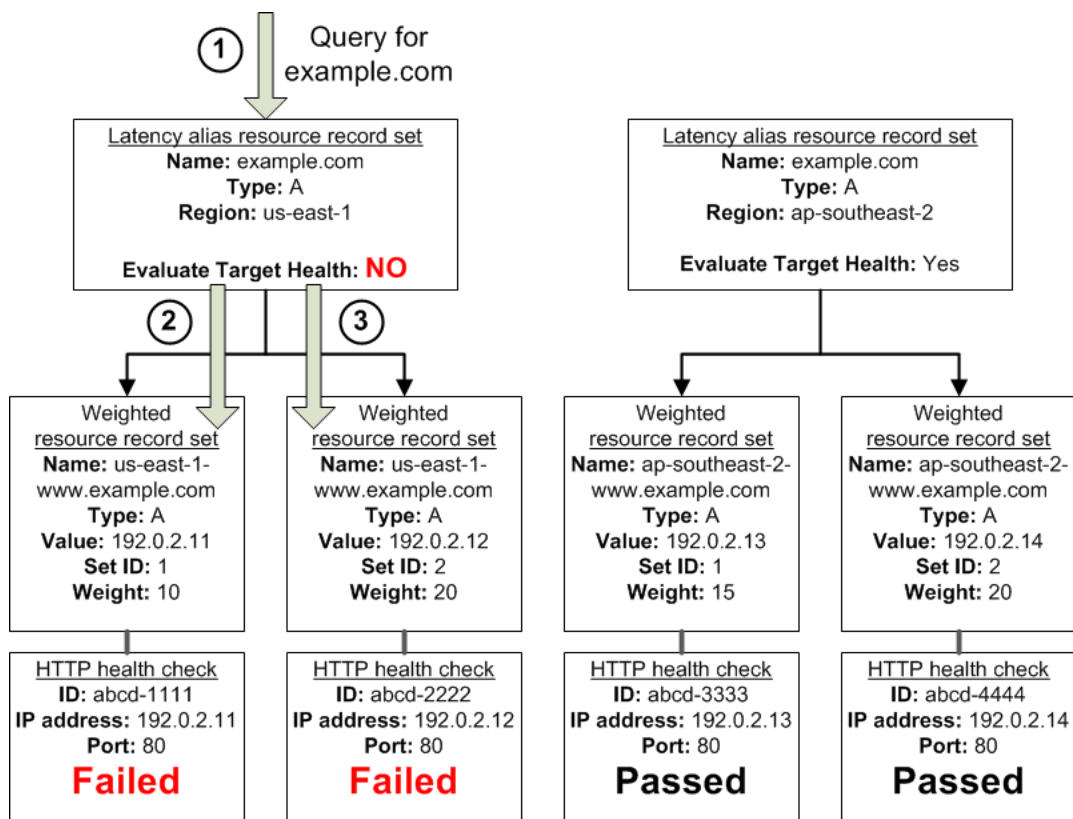 1
Query for
example.com
Latency alias resource record set
Name: example.com
Type: A
Region: us-east-1
Evaluate Target Health: NO
Latency alias resource record set
Name: example.com
Type: A
Region: ap-southeast-2
Evaluate Target Health: Yes
2
3
Weighted
resource record set
Name: us-east-1-
www.example.com
Type: A
Value: 192.0.2.11
Set ID: 1
Weight: 10
Weighted
resource record set
Name: us-east-1-
www.example.com
Type: A
Value: 192.0.2.12
Set ID: 2
Weight: 20
Weighted
resource record set
Name: ap-southeast-2-
www.example.com
Type: A
Value: 192.0.2.13
Set ID: 1
Weight: 15
Weighted
resource record set
Name: ap-southeast-2-
www.example.com
Type: A
Value: 192.0.2.14
Set ID: 2
Weight: 20
HTTP health check
ID: abcd-1111
IP address: 192.0.2.11
Port: 80
Failed
HTTP health check
ID: abcd-2222
IP address: 192.0.2.12
Port: 80
Failed
HTTP health check
ID: abcd-3333
IP address: 192.0.2.13
Port: 80
Passed
HTTP health check
ID: abcd-4444
IP address: 192.0.2.14
Port: 80
Passed